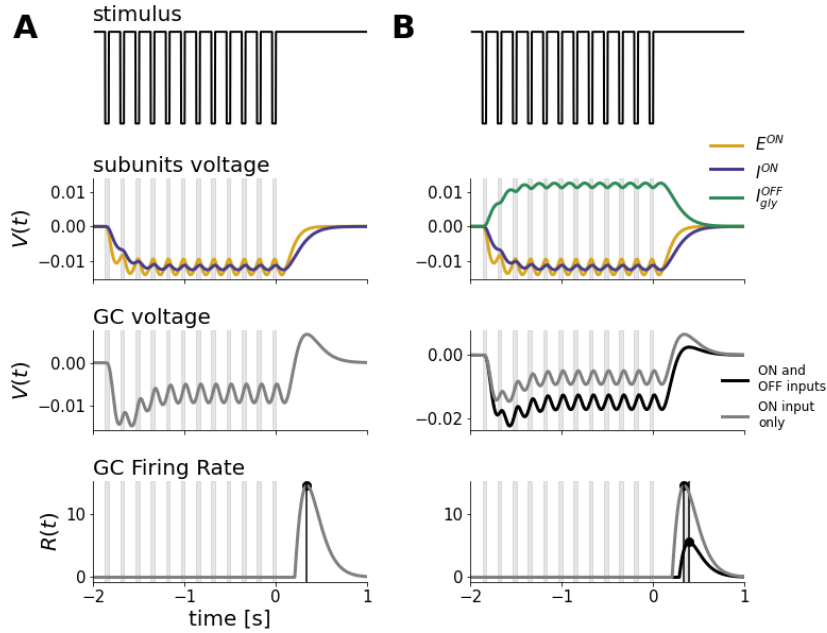 A
stimulus
B
E^ON
I^ON
I^OFF_gly
subunits voltage
V(t)
0.01
0.00
−0.01
0.01
0.00
−0.01
GC voltage
V(t)
0.00
−0.01
0.00
−0.02
ON and
OFF inputs
ON input
only
GC Firing Rate
R(t)
10
0
10
0
−2
−1
0
1
−2
−1
0
1
time [s]